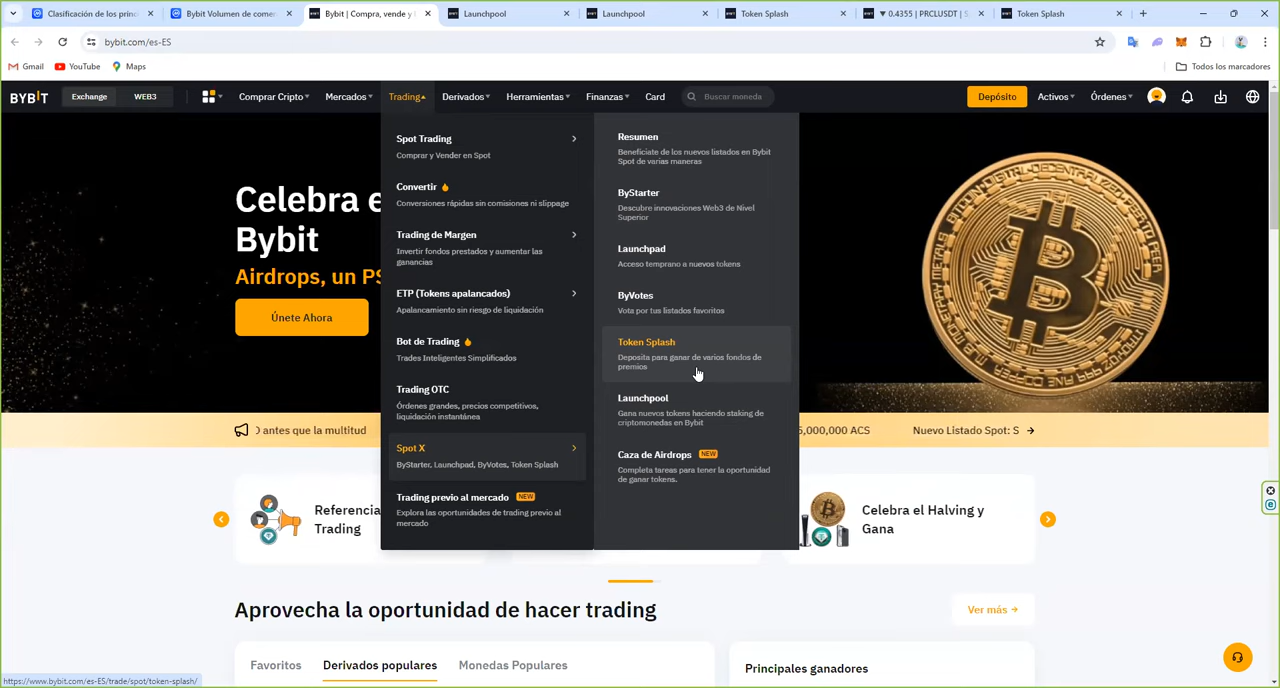 Clasificación de los princ
Bybit Volumen de comer
Bybit | Compra, vende y
Launchpool
Launchpool
Token Splash
▼ 0.4355 | PRCLUSDT | S
Token Splash
bybit.com/es-ES
Gmail
YouTube
Maps
Todos los marcadores
BYBIT
Exchange
WEB3
Comprar Cripto
Mercados
Trading
Derivados
Herramientas
Finanzas
Card
Buscar moneda
Depósito
Activos
Órdenes
Celebra e
Bybit
Airdrops, un PS
Únete Ahora
Spot Trading
Comprar y Vender en Spot
Convertir
Conversiones rápidas sin comisiones ni slippage
Trading de Margen
Invertir fondos prestados y aumentar las
ganancias
ETP (Tokens apalancados)
Apalancamiento sin riesgo de liquidación
Bot de Trading
Trades Inteligentes Simplificados
Trading OTC
Órdenes grandes, precios competitivos,
liquidación instantánea
Spot X
ByStarter, Launchpad, ByVotes, Token Splash
Trading previo al mercado NEW
Explora las oportunidades de trading previo al
mercado
Resumen
Benefíciate de los nuevos listados en Bybit
Spot de varias maneras
ByStarter
Descubre innovaciones Web3 de Nivel
Superior
Launchpad
Acceso temprano a nuevos tokens
ByVotes
Vota por tus listados favoritos
Token Splash
Deposita para ganar de varios fondos de
premios
Launchpool
Gana nuevos tokens haciendo staking de
criptomonedas en Bybit
Caza de Airdrops NEW
Completa tareas para tener la oportunidad
de ganar tokens.
O antes que la multitud
5,000,000 ACS
Nuevo Listado Spot: S →
Referencia
Trading
Celebra el Halving y
Gana
Aprovecha la oportunidad de hacer trading
Ver más →
Favoritos
Derivados populares
Monedas Populares
Principales ganadores
https://www.bybit.com/es-ES/trade/spot/token-splash/